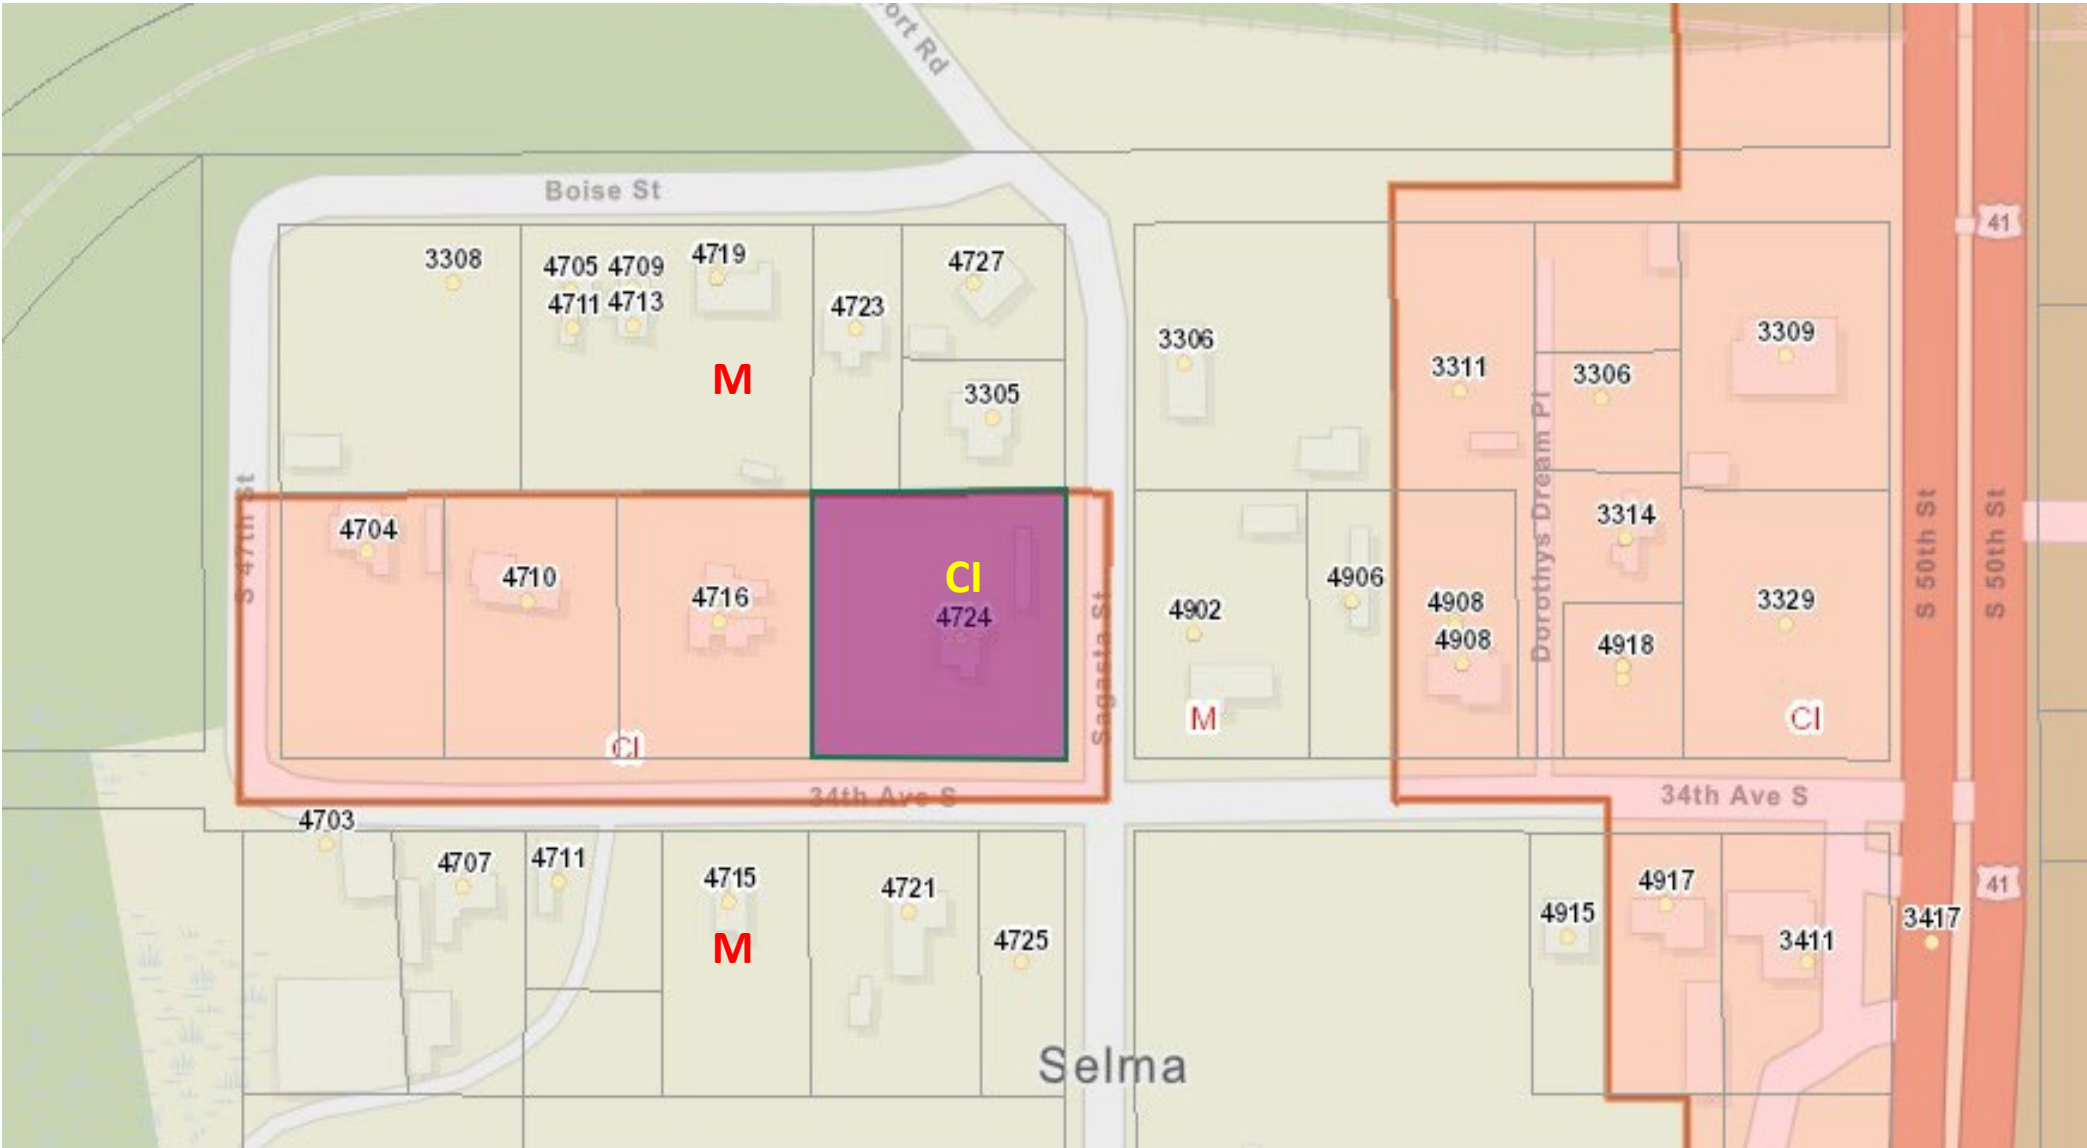 ort Rd
Boise St
41
3308
4705 4709
4711 4713
4719
4723
4727
3305
3306
3311
3306
3309
M
S 47th St
4704
4710
4716
CI
4724
CI
Sagasta St
4902
4906
M
4908
4908
Dorothys Dream Pl
3314
4918
3329
CI
S 50th St
S 50th St
34th Ave S
34th Ave S
4703
4707
4711
4715
M
4721
4725
4915
4917
3411
3417
41
Selma